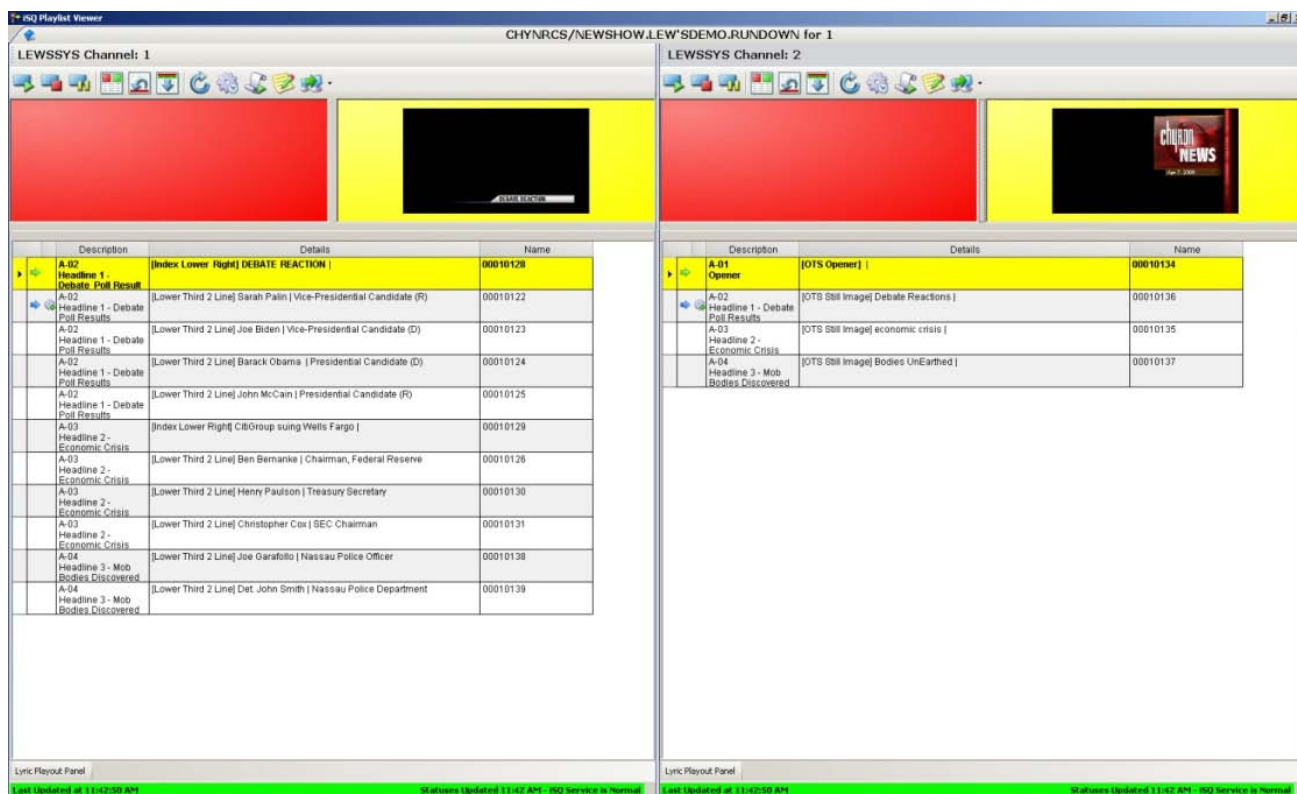 iSQ Playlist Viewer
CHYNRCS/NEWSHOW.LEW'SDEMO.RUNDOWN for 1
LEWSSYS Channel: 1
DEBATE REACTION
Description Details Name
A-02 [Index Lower Right] DEBATE REACTION | 00010128
Headline 1 -
Debate Poll Result
A-02 [Lower Third 2 Line] Sarah Palin | Vice-Presidential Candidate (R) 00010122
Headline 1 - Debate
Poll Results
A-02 [Lower Third 2 Line] Joe Biden | Vice-Presidential Candidate (D) 00010123
Headline 1 - Debate
Poll Results
A-02 [Lower Third 2 Line] Barack Obama | Presidential Candidate (D) 00010124
Headline 1 - Debate
Poll Results
A-02 [Lower Third 2 Line] John McCain | Presidential Candidate (R) 00010125
Headline 1 - Debate
Poll Results
A-03 [Index Lower Right] CitiGroup suing Wells Fargo | 00010129
Headline 2 -
Economic Crisis
A-03 [Lower Third 2 Line] Ben Bernanke | Chairman, Federal Reserve 00010126
Headline 2 -
Economic Crisis
A-03 [Lower Third 2 Line] Henry Paulson | Treasury Secretary 00010130
Headline 2 -
Economic Crisis
A-03 [Lower Third 2 Line] Christopher Cox | SEC Chairman 00010131
Headline 2 -
Economic Crisis
A-04 [Lower Third 2 Line] Joe Garafollo | Nassau Police Officer 00010138
Headline 3 - Mob
Bodies Discovered
A-04 [Lower Third 2 Line] Det. John Smith | Nassau Police Department 00010139
Headline 3 - Mob
Bodies Discovered
Lyric Playout Panel
Last Updated at 11:42:50 AM Statuses Updated 11:42 AM - iSQ Service is Normal
LEWSSYS Channel: 2
chyron
NEWS
Apr 7, 2009
Description Details Name
A-01 [OTS Opener] | 00010134
Opener
A-02 [OTS Still Image] Debate Reactions | 00010136
Headline 1 - Debate
Poll Results
A-03 [OTS Still Image] economic crisis | 00010135
Headline 2 -
Economic Crisis
A-04 [OTS Still Image] Bodies UnEarthed | 00010137
Headline 3 - Mob
Bodies Discovered
Lyric Playout Panel
Last Updated at 11:42:50 AM Statuses Updated 11:42 AM - iSQ Service is Normal